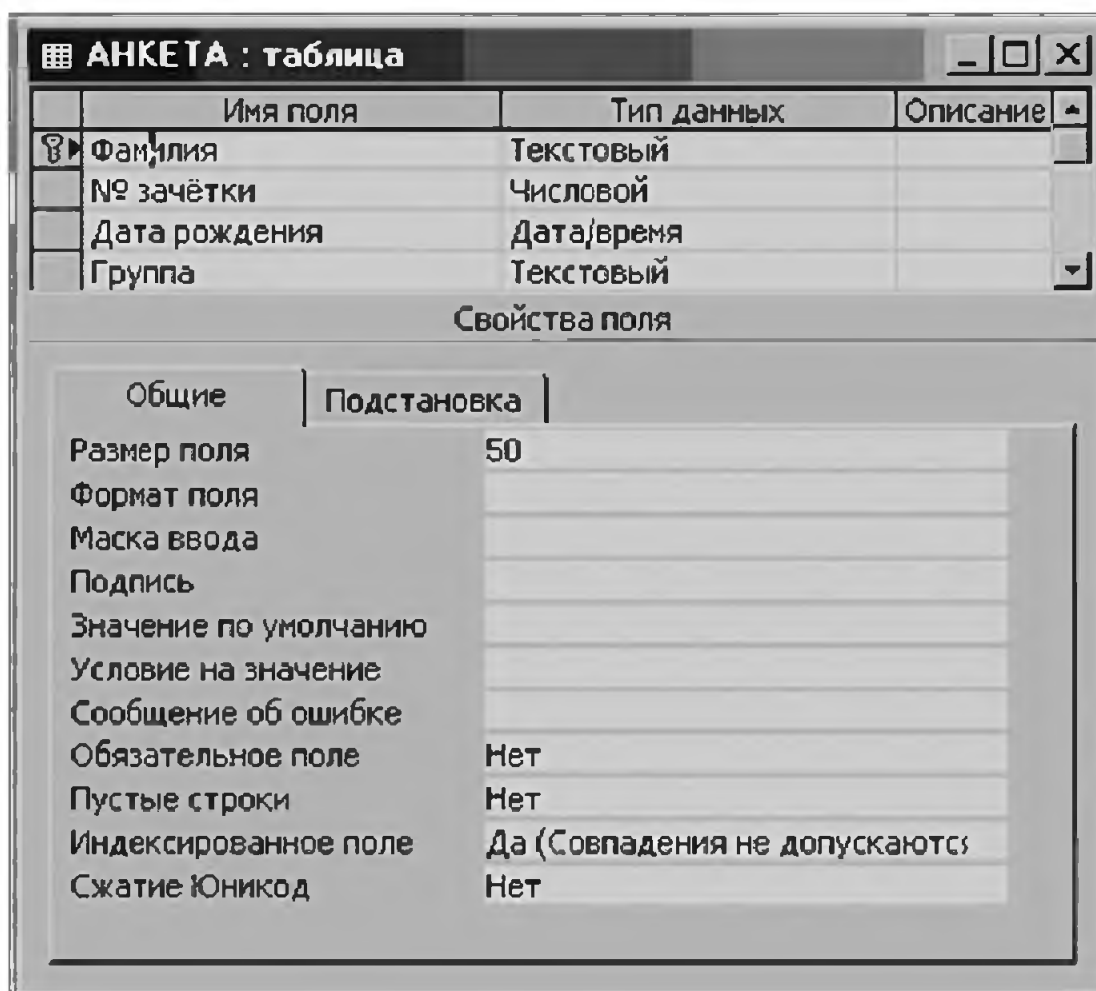 АНКЕТА : таблица
Имя поля Тип данных Описание
Фамилия Текстовый
№ зачётки Числовой
Дата рождения Дата/время
Группа Текстовый
Свойства поля
Общие Подстановка
Размер поля 50
Формат поля
Маска ввода
Подпись
Значение по умолчанию
Условие на значение
Сообщение об ошибке
Обязательное поле Нет
Пустые строки Нет
Индексированное поле Да (Совпадения не допускаются
Сжатие Юникод Нет